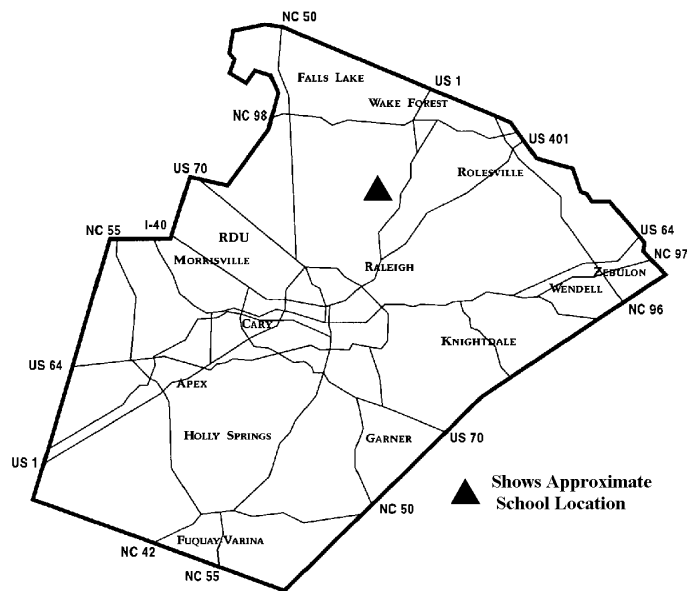 NC 50
FALLS LAKE
US 1
WAKE FOREST
NC 98
US 401
US 70
ROLESVILLE
NC 55
I-40
RDU
US 64
MORRISVILLE
RALEIGH
NC 97
ZEBULON
WENDELL
NC 96
CARY
KNIGHTDALE
US 64
APEX
HOLLY SPRINGS
GARNER
US 70
US 1
Shows Approximate
School Location
NC 50
FUQUAY-VARINA
NC 42
NC 55